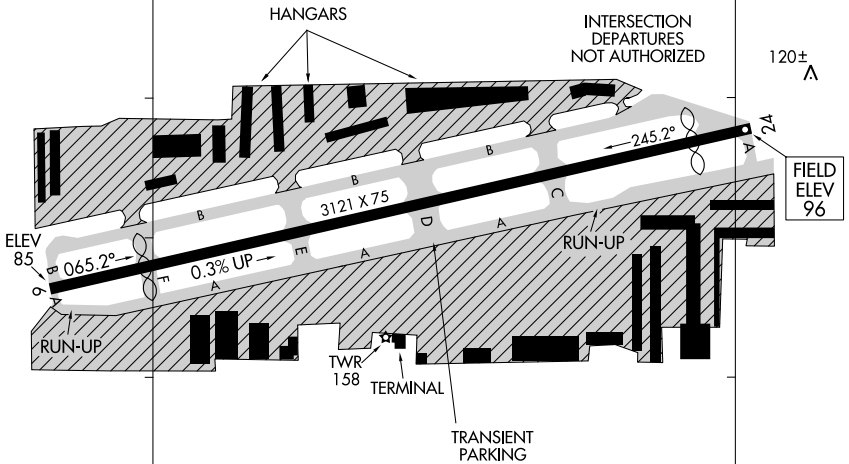 HANGARS
INTERSECTION
DEPARTURES
NOT AUTHORIZED
120±
24
245.2°
A
B
B
B
FIELD
ELEV
96
3121 X 75
C
D
A
RUN-UP
ELEV
85
B
065.2°
0.3% UP
E
A
F
A
6
A
RUN-UP
TWR
158
TERMINAL
TRANSIENT
PARKING